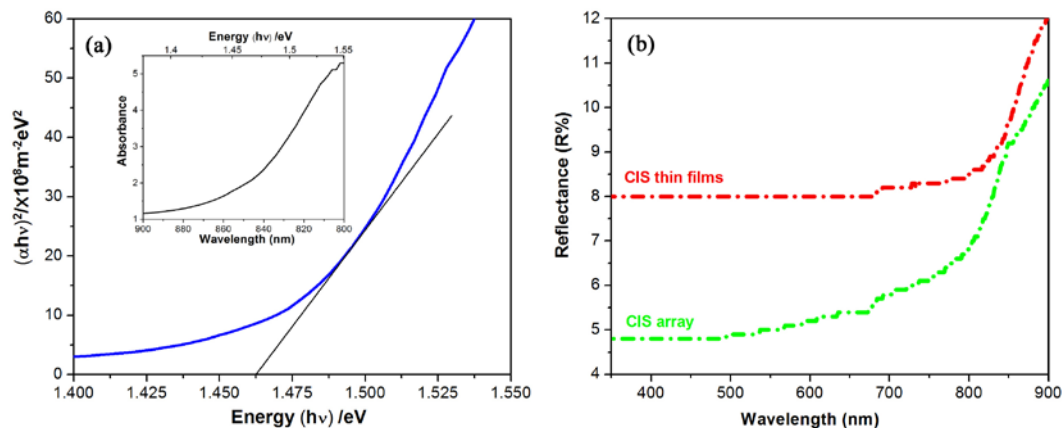 (a)
(αhν)²/X10⁸m⁻²eV²
60
50
40
30
20
10
0
1.400 1.425 1.450 1.475 1.500 1.525 1.550
Energy (hν) /eV
Energy (hν) /eV
1.4 1.45 1.5 1.55
Absorbance
5
4
3
2
1
900 880 860 840 820 800
Wavelength (nm)
(b)
Reflectance (R%)
12
11
10
9
8
7
6
5
4
CIS thin films
CIS array
400 500 600 700 800 900
Wavelength (nm)